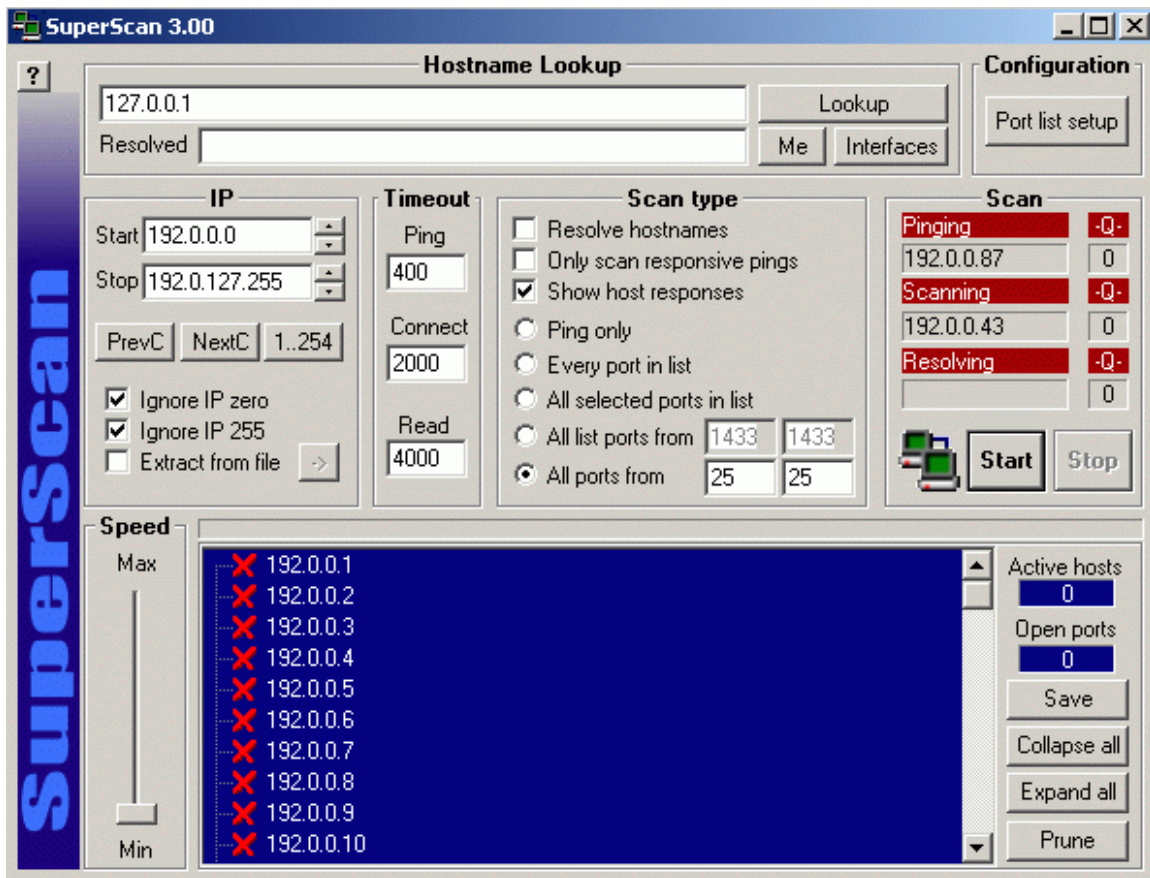 SuperScan 3.00
?
SuperScan
Hostname Lookup
127.0.0.1
Lookup
Resolved
Me
Interfaces
Configuration
Port list setup
IP
Start 192.0.0.0
Stop 192.0.127.255
PrevC NextC 1..254
Ignore IP zero
Ignore IP 255
Extract from file ->
Timeout
Ping
400
Connect
2000
Read
4000
Scan type
Resolve hostnames
Only scan responsive pings
Show host responses
Ping only
Every port in list
All selected ports in list
All list ports from 1433 1433
All ports from 25 25
Scan
Pinging -Q-
192.0.0.87 0
Scanning -Q-
192.0.0.43 0
Resolving -Q-
0
Start Stop
Speed
Max
Min
192.0.0.1
192.0.0.2
192.0.0.3
192.0.0.4
192.0.0.5
192.0.0.6
192.0.0.7
192.0.0.8
192.0.0.9
192.0.0.10
Active hosts
0
Open ports
0
Save
Collapse all
Expand all
Prune